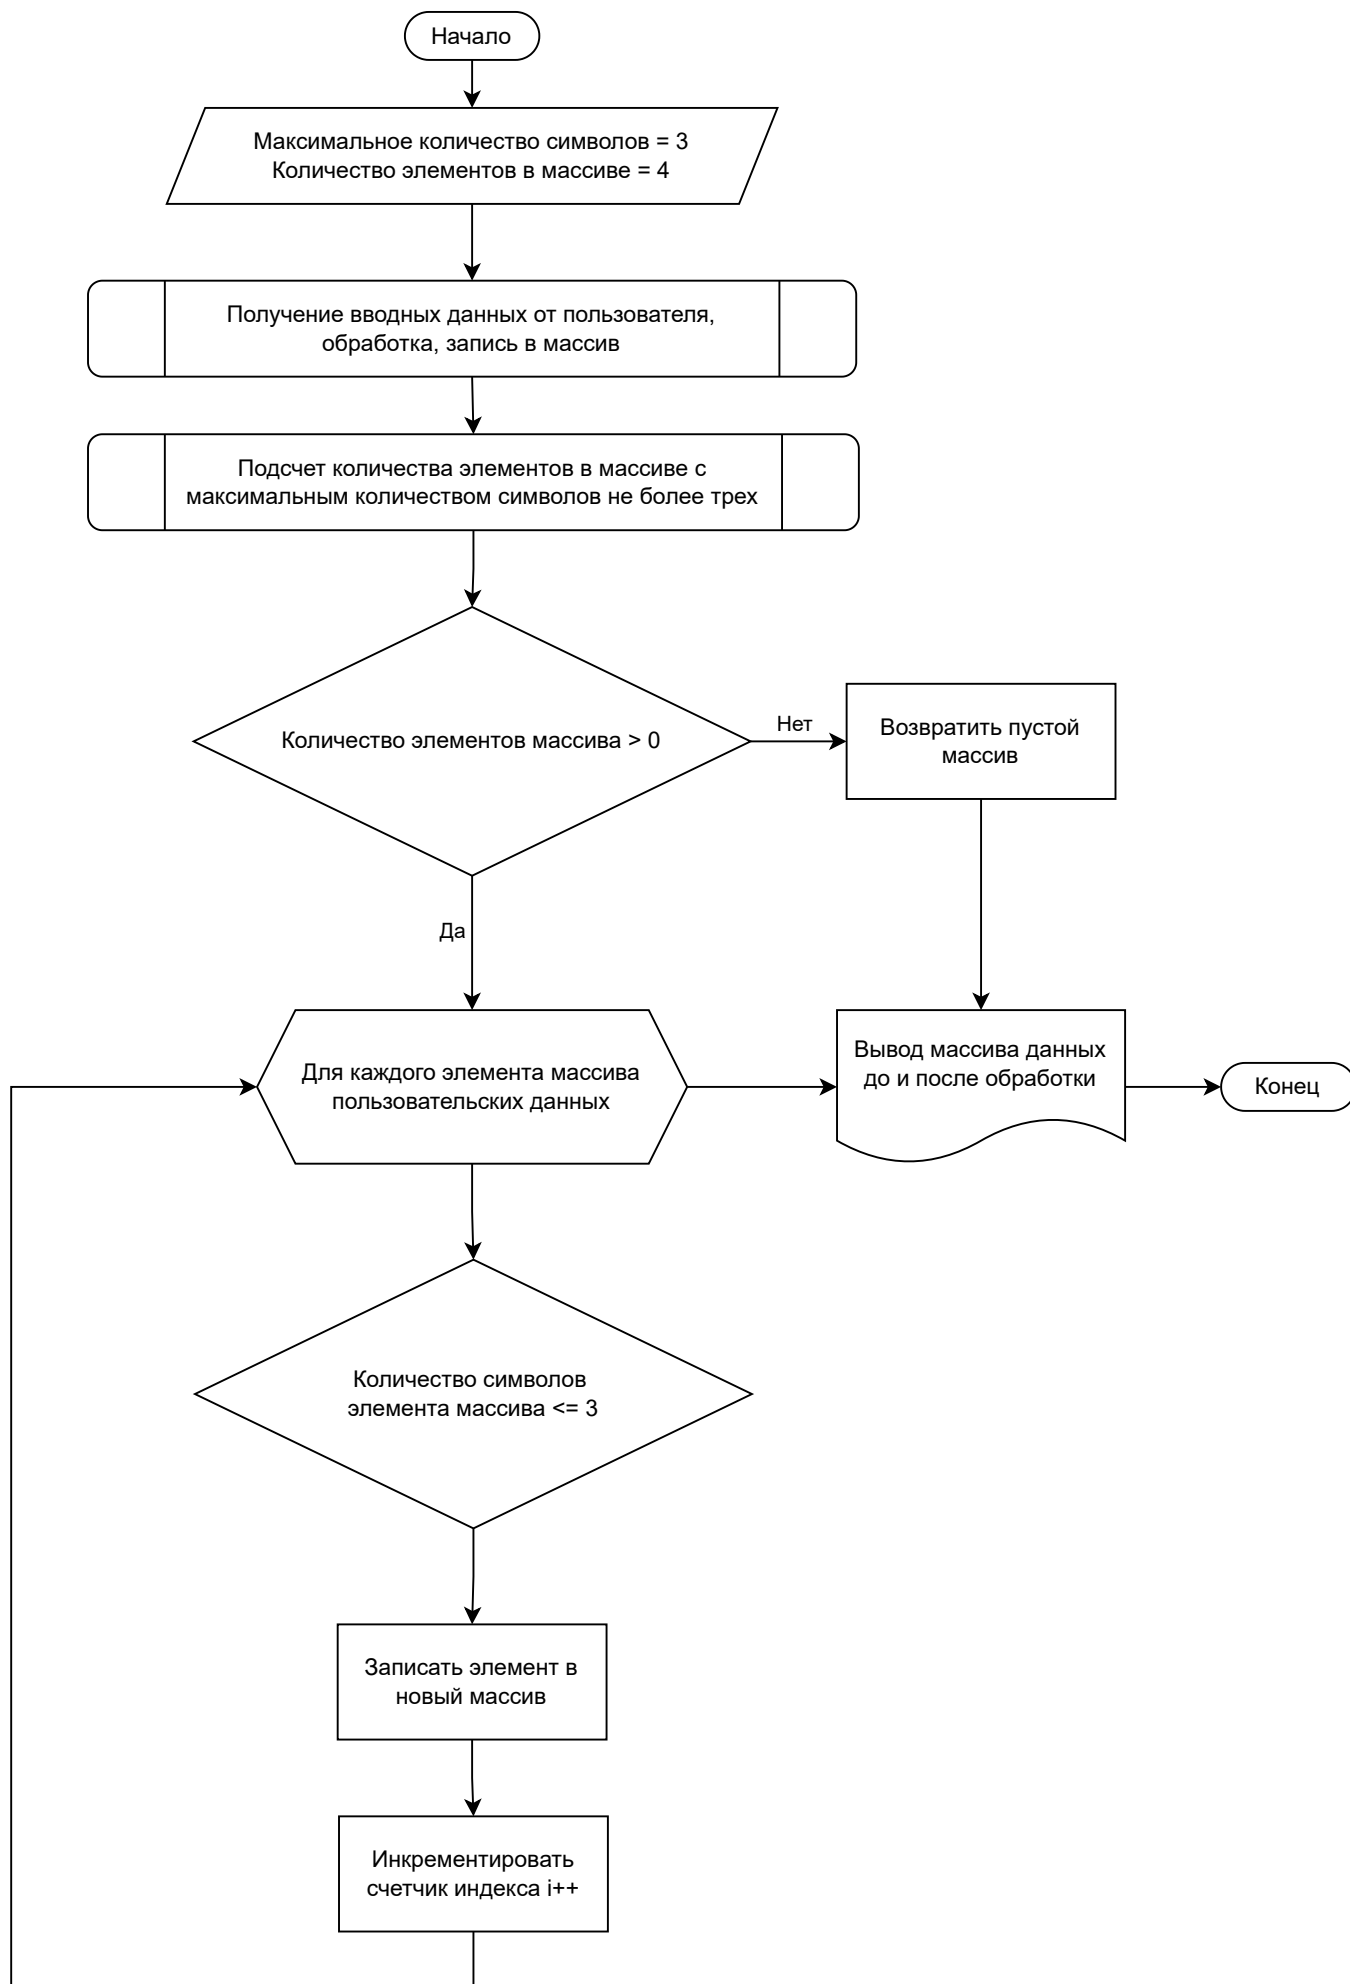 Начало
Максимальное количество символов = 3
Количество элементов в массиве = 4
Получение вводных данных от пользователя,
обработка, запись в массив
Подсчет количества элементов в массиве с
максимальным количеством символов не более трех
Количество элементов массива > 0
Нет
Возвратить пустой
массив
Да
Для каждого элемента массива
пользовательских данных
Вывод массива данных
до и после обработки
Конец
Количество символов
элемента массива <= 3
Записать элемент в
новый массив
Инкрементировать
счетчик индекса i++